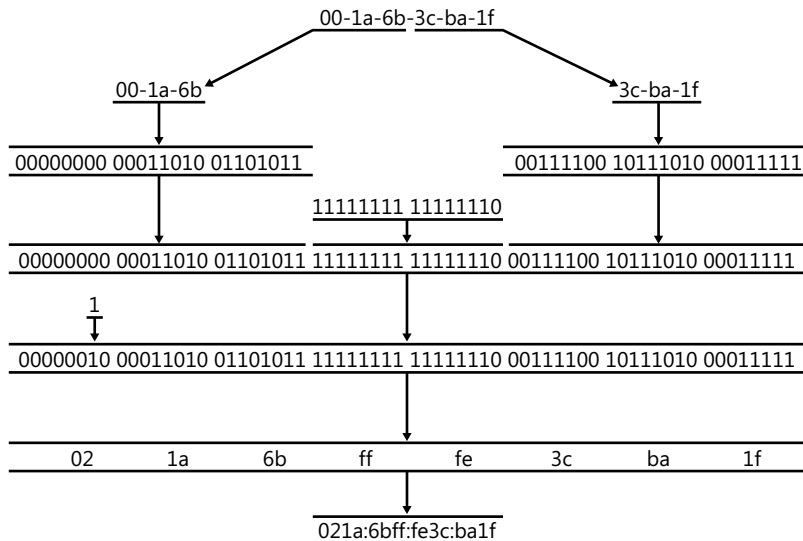 00-1a-6b-3c-ba-1f
00-1a-6b 3c-ba-1f
00000000 00011010 01101011 00111100 10111010 00011111
11111111 11111110
00000000 00011010 01101011 11111111 11111110 00111100 10111010 00011111
1
00000010 00011010 01101011 11111111 11111110 00111100 10111010 00011111
02 1a 6b ff fe 3c ba 1f
021a:6bff:fe3c:ba1f